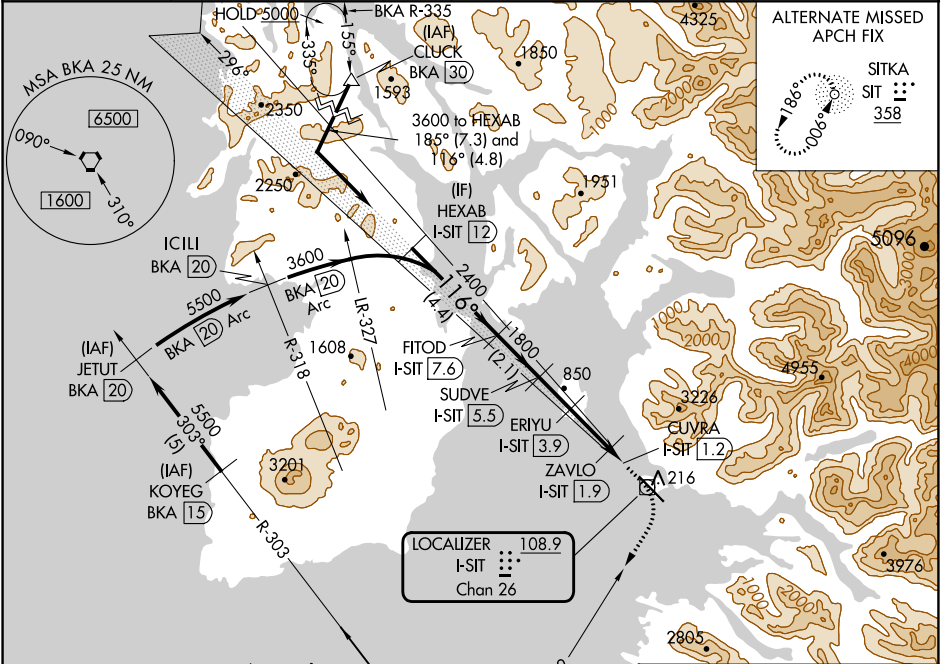 HOLD 5000
BKA R-335
(IAF)
CLUCK
BKA 30
335°
155°
296°
MSA BKA 25 NM
6500
090°
1600
310°
2350
1593
1850
4325
3600 to HEXAB
185° (7.3) and
116° (4.8)
ALTERNATE MISSED
APCH FIX
SITKA
SIT
358
186°
006°
2250
(IF)
HEXAB
I-SIT 12
1951
5096
ICILI
BKA 20
3600
BKA 20
Arc
5500
BKA 20 Arc
2400
116°
(4.4)
LR-327
R-318
(IAF)
JETUT
BKA 20
1608
FITOD
I-SIT 7.6
1800
(2.1)
SUDVE
I-SIT 5.5
850
ERIYU
I-SIT 3.9
1000
2000
4955
4000
3226
CUVRA
I-SIT 1.2
5500
303°
(5)
(IAF)
KOYEG
BKA 15
3201
ZAVLO
I-SIT 1.9
216
R-303
LOCALIZER 108.9
I-SIT
Chan 26
1000
3976
2805
1000